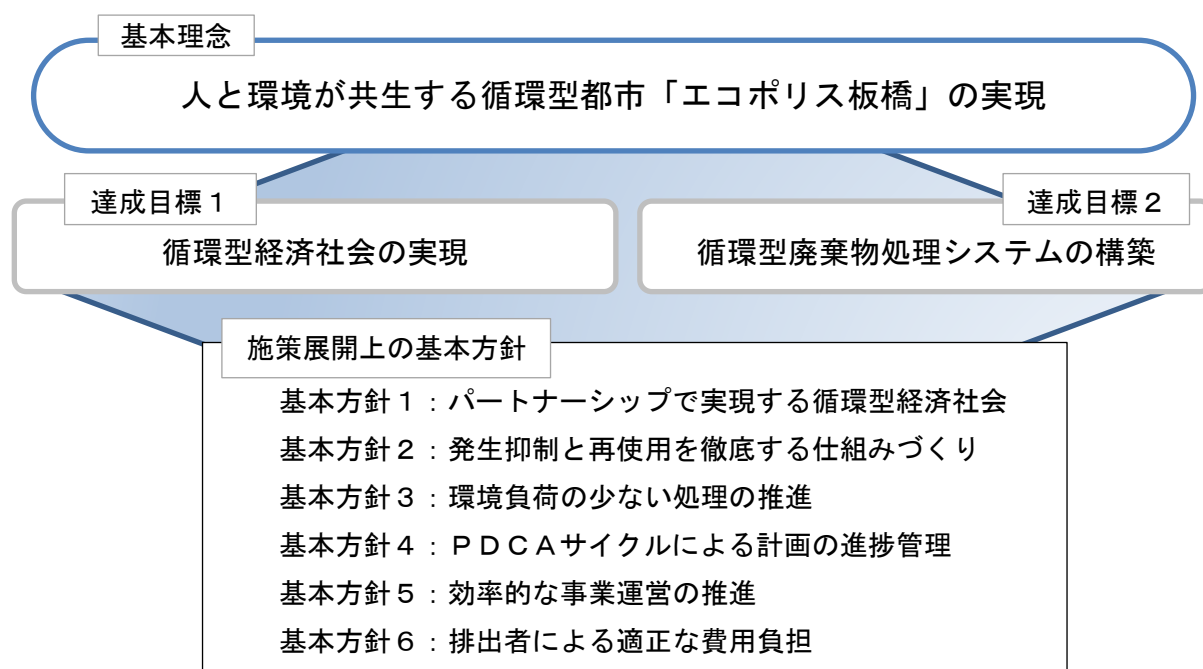 基本理念
人と環境が共生する循環型都市「エコポリス板橋」の実現
達成目標１
循環型経済社会の実現
達成目標２
循環型廃棄物処理システムの構築
施策展開上の基本方針
基本方針１：パートナーシップで実現する循環型経済社会
基本方針２：発生抑制と再使用を徹底する仕組みづくり
基本方針３：環境負荷の少ない処理の推進
基本方針４：ＰＤＣＡサイクルによる計画の進捗管理
基本方針５：効率的な事業運営の推進
基本方針６：排出者による適正な費用負担